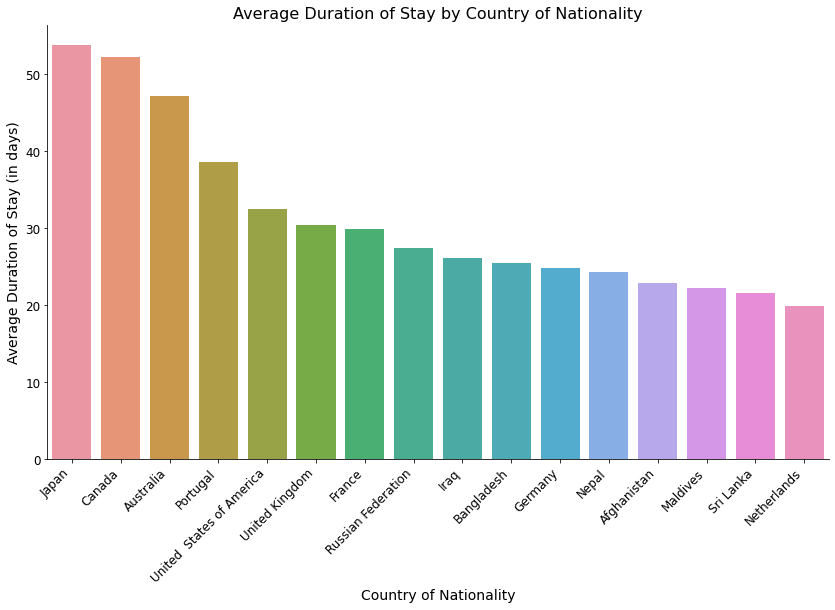 Average Duration of Stay by Country of Nationality
Average Duration of Stay (in days)
50
40
30
20
10
0
Japan
Canada
Australia
Portugal
United  States of America
United Kingdom
France
Russian Federation
Iraq
Bangladesh
Germany
Nepal
Afghanistan
Maldives
Sri Lanka
Netherlands
Country of Nationality